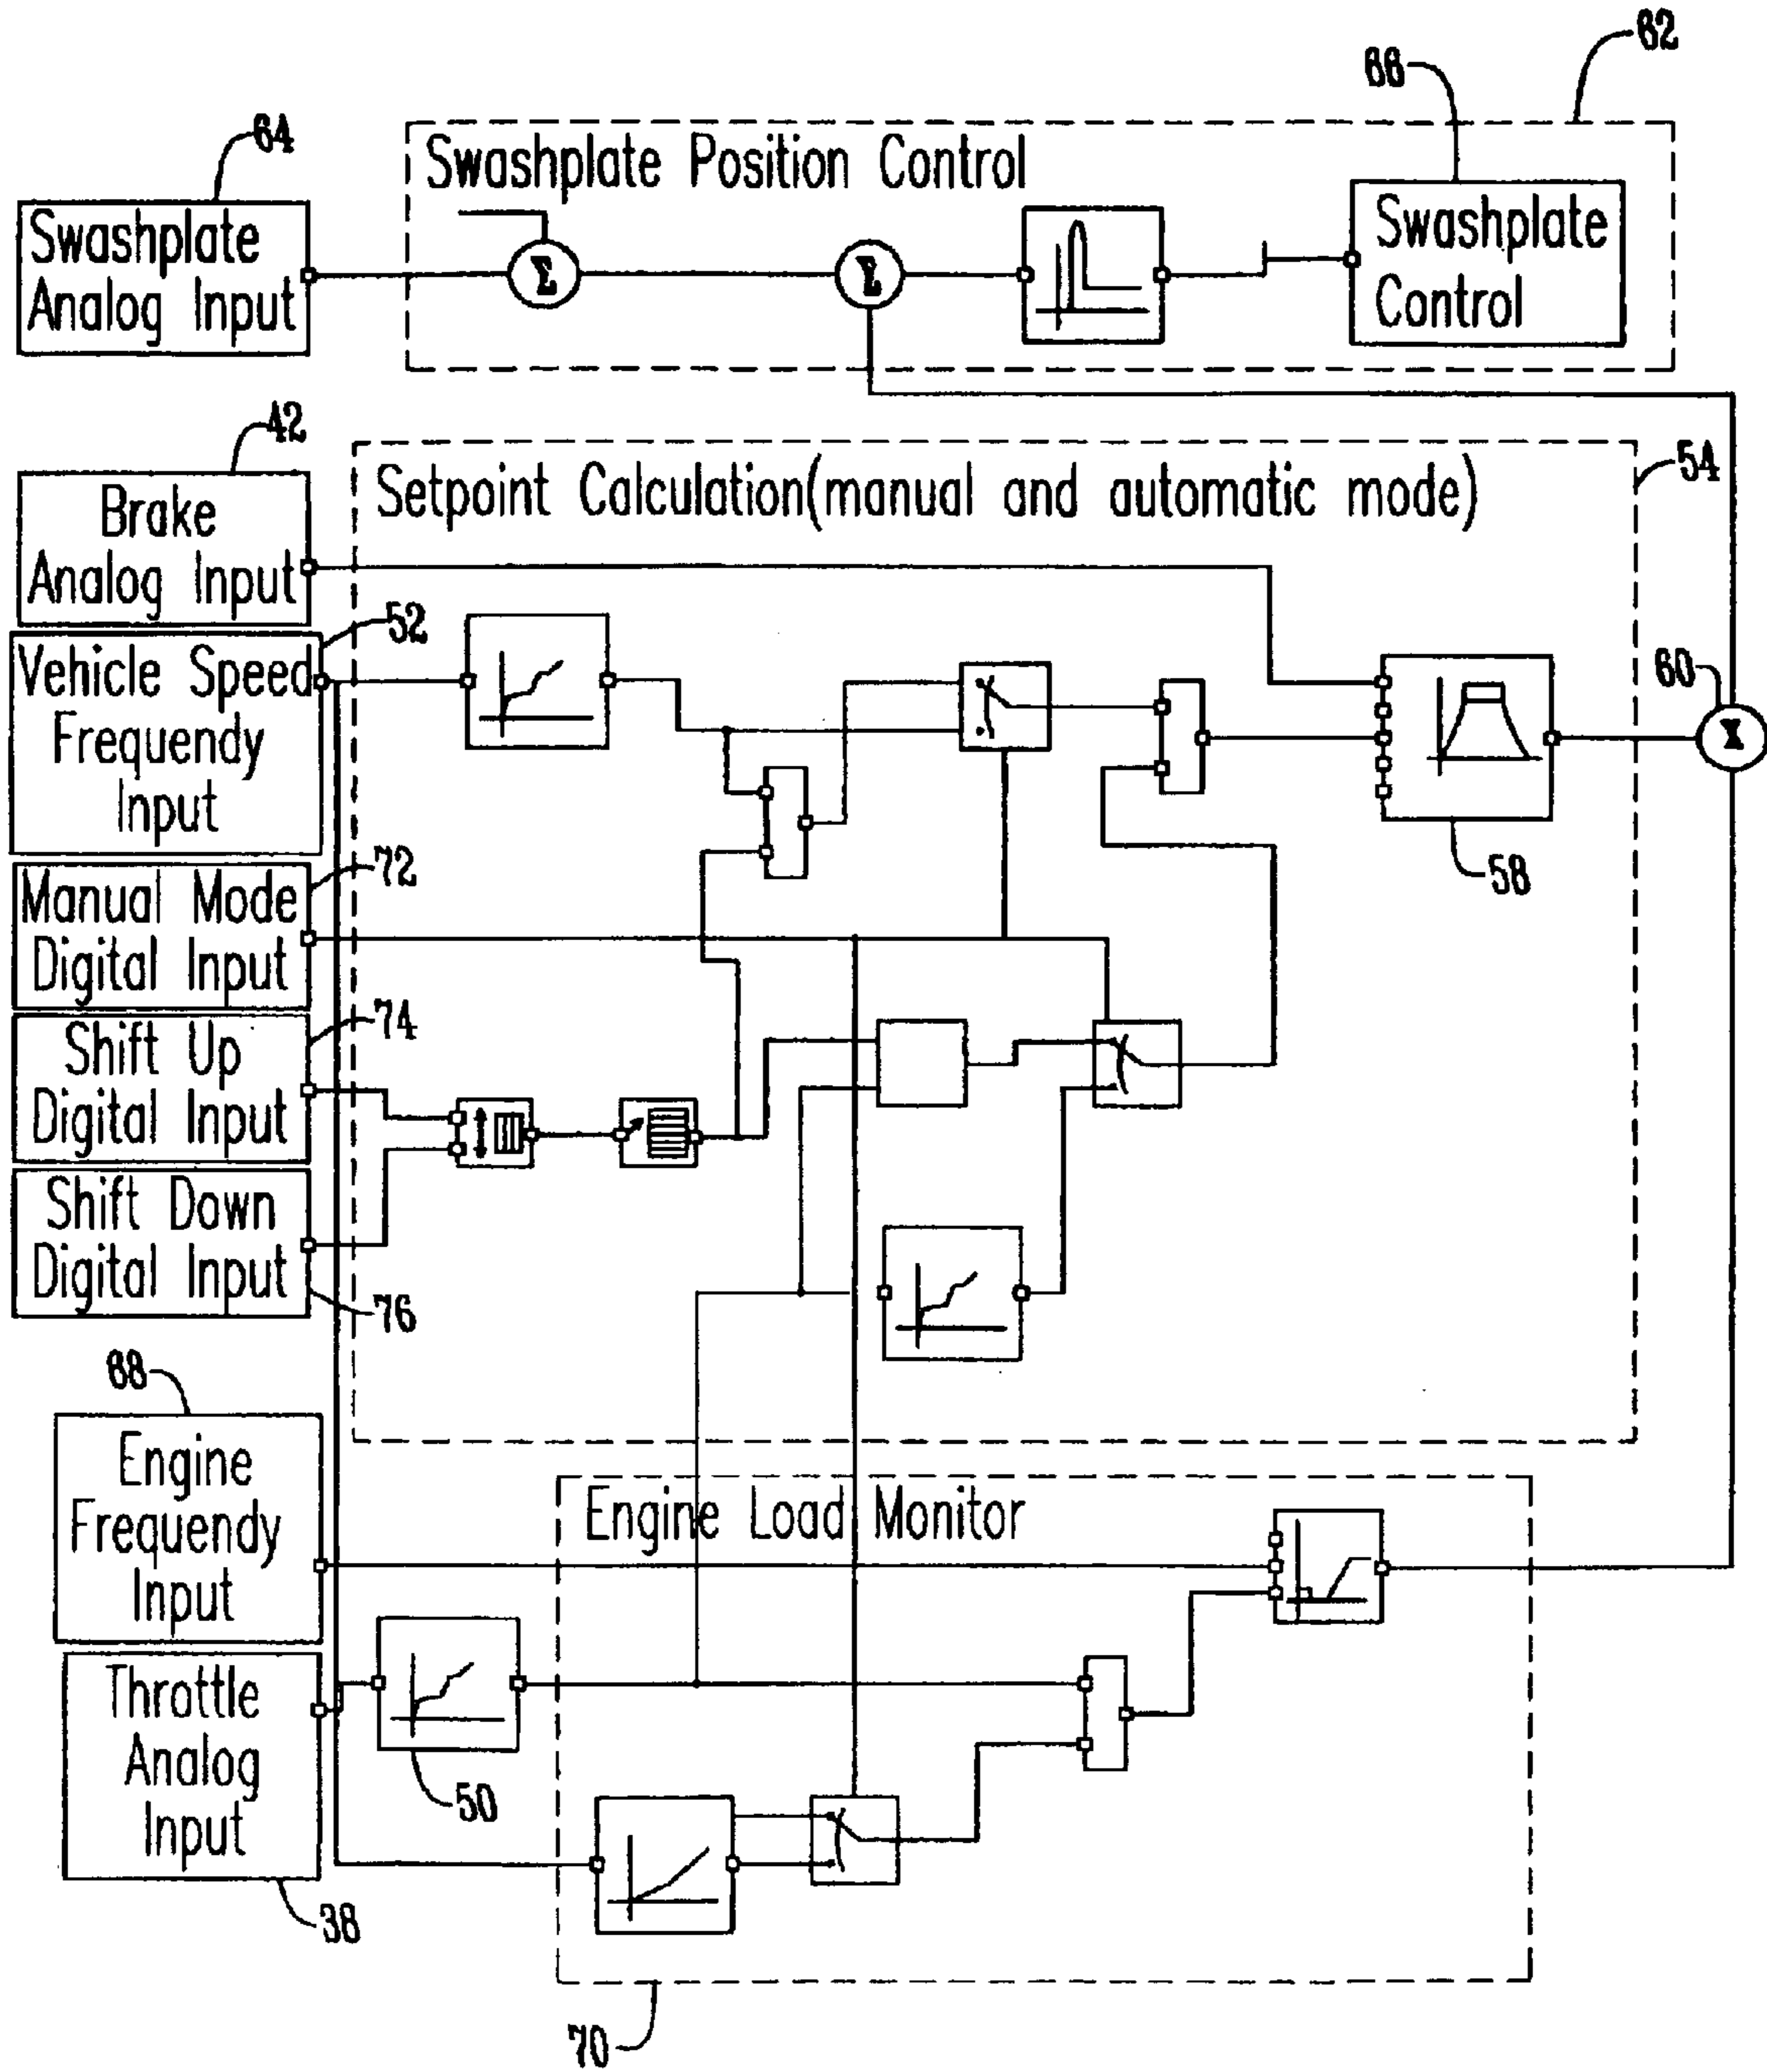 62
66
64
Swashplate Position Control
Swashplate
Analog Input
Σ
Σ
Swashplate
Control
42
54
Setpoint Calculation(manual and automatic mode)
Brake
Analog Input
52
Vehicle Speed
Frequendy
Input
60
X
58
72
Manual Mode
Digital Input
74
Shift Up
Digital Input
Shift Down
Digital Input
76
68
Engine
Frequendy
Input
Engine Load Monitor
Throttle
Analog
Input
50
38
70